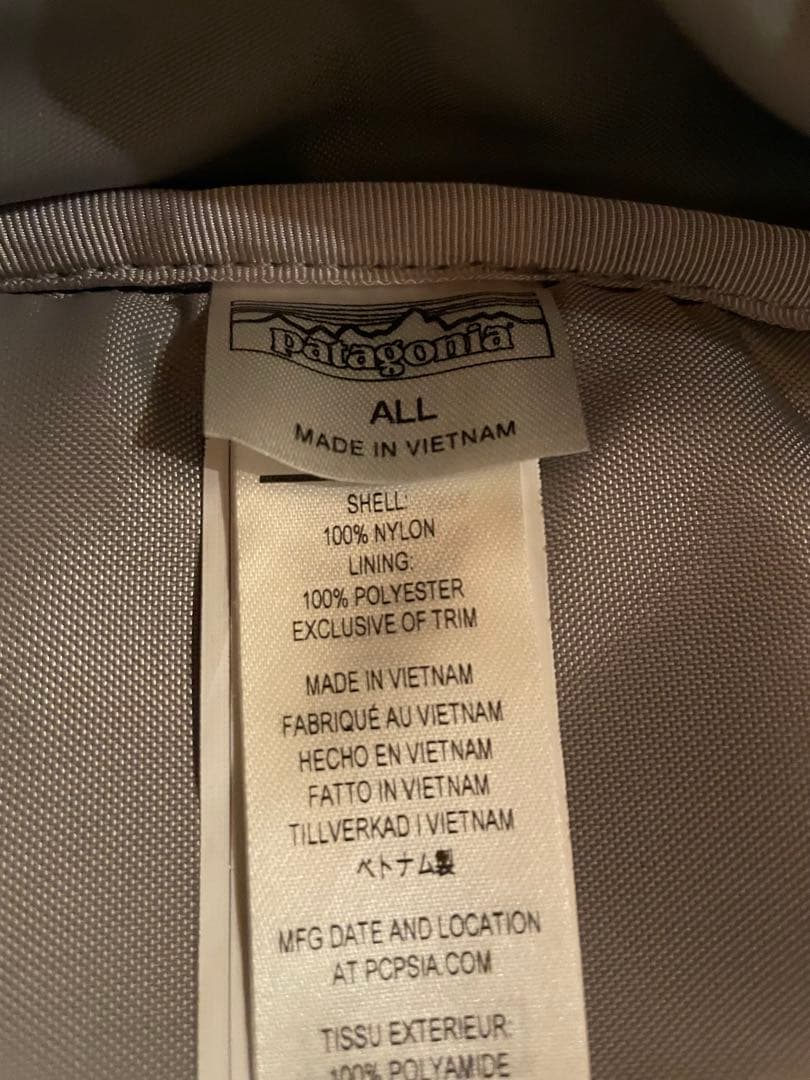 patagonia
ALL
MADE IN VIETNAM
SHELL:
100% NYLON
LINING:
100% POLYESTER
EXCLUSIVE OF TRIM
MADE IN VIETNAM
FABRIQUÉ AU VIETNAM
HECHO EN VIETNAM
FATTO IN VIETNAM
TILLVERKAD I VIETNAM
ベトナム製
MFG DATE AND LOCATION
AT PCPSIA.COM
TISSU EXTERIEUR:
100% POLYAMIDE